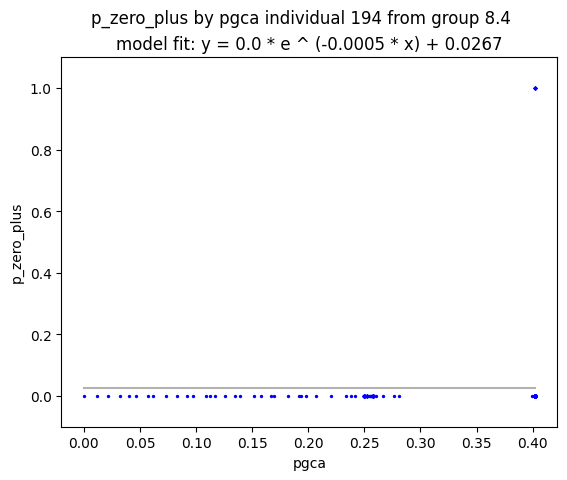 p_zero_plus by pgca individual 194 from group 8.4
model fit: y = 0.0 * e ^ (-0.0005 * x) + 0.0267
1.0
0.8
0.6
0.4
0.2
0.0
p_zero_plus
0.00 0.05 0.10 0.15 0.20 0.25 0.30 0.35 0.40
pgca